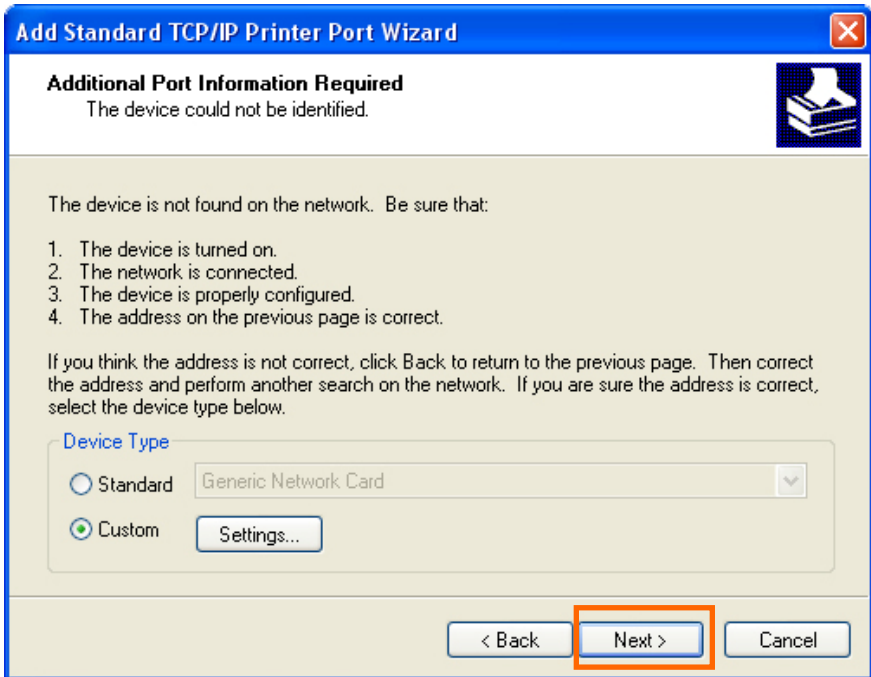 Add Standard TCP/IP Printer Port Wizard
Additional Port Information Required
The device could not be identified.
The device is not found on the network. Be sure that:
1. The device is turned on.
2. The network is connected.
3. The device is properly configured.
4. The address on the previous page is correct.
If you think the address is not correct, click Back to return to the previous page. Then correct
the address and perform another search on the network. If you are sure the address is correct,
select the device type below.
Device Type
Standard Generic Network Card
Custom Settings...
< Back Next > Cancel